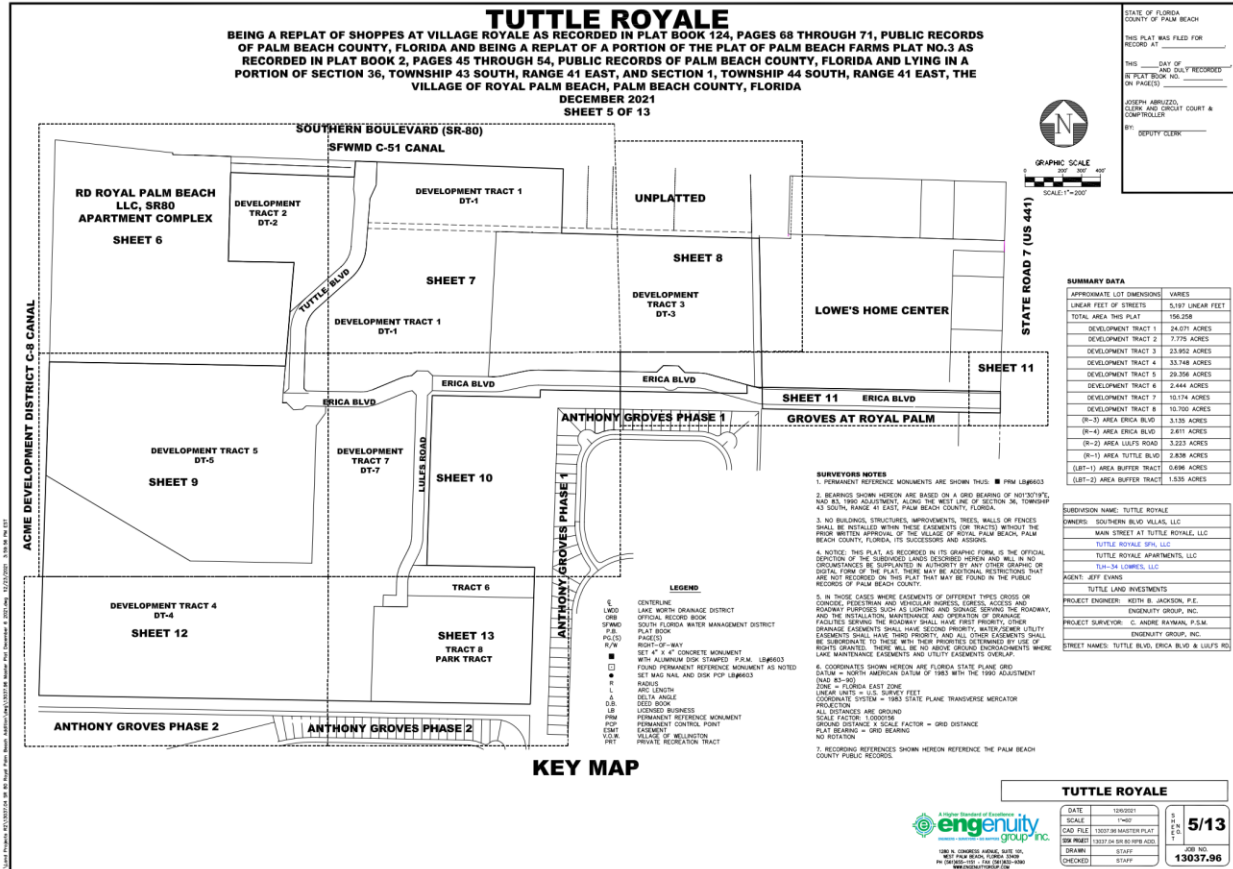 TUTTLE ROYALE
BEING A REPLAT OF SHOPPES AT VILLAGE ROYALE AS RECORDED IN PLAT BOOK 124, PAGES 68 THROUGH 71, PUBLIC RECORDS
OF PALM BEACH COUNTY, FLORIDA AND BEING A REPLAT OF A PORTION OF THE PLAT OF PALM BEACH FARMS PLAT NO.3 AS
RECORDED IN PLAT BOOK 2, PAGES 45 THROUGH 54, PUBLIC RECORDS OF PALM BEACH COUNTY, FLORIDA AND LYING IN A
PORTION OF SECTION 36, TOWNSHIP 43 SOUTH, RANGE 41 EAST, AND SECTION 1, TOWNSHIP 44 SOUTH, RANGE 41 EAST, THE
VILLAGE OF ROYAL PALM BEACH, PALM BEACH COUNTY, FLORIDA
DECEMBER 2021
SHEET 5 OF 13
STATE OF FLORIDA
COUNTY OF PALM BEACH
THIS PLAT WAS FILED FOR
RECORD AT
THIS DAY OF
AND DULY RECORDED
IN PLAT BOOK NO.
ON PAGE(S)
JOSEPH ABRUZZO,
CLERK AND CIRCUIT COURT &
COMPTROLLER
BY:
DEPUTY CLERK
N
GRAPHIC SCALE
0 200' 400'
SCALE:1"=200'
SOUTHERN BOULEVARD (SR-80)
SFWMD C-51 CANAL
RD ROYAL PALM BEACH
LLC, SR80
APARTMENT COMPLEX
SHEET 6
DEVELOPMENT
TRACT 2
DT-2
DEVELOPMENT TRACT 1
DT-1
UNPLATTED
SHEET 7
SHEET 8
TUTTLE BLVD
DEVELOPMENT
TRACT 3
DT-3
DEVELOPMENT TRACT 1
DT-1
LOWE'S HOME CENTER
STATE ROAD 7 (US 441)
ACME DEVELOPMENT DISTRICT C-8 CANAL
ERICA BLVD
ERICA BLVD
ERICA BLVD
SHEET 11
SHEET 11
ERICA BLVD
ANTHONY GROVES PHASE 1
GROVES AT ROYAL PALM
DEVELOPMENT TRACT 5
DT-5
SHEET 9
DEVELOPMENT
TRACT 7
DT-7
LULFS ROAD
SHEET 10
ANTHONY GROVES PHASE 1
DEVELOPMENT TRACT 4
DT-4
SHEET 12
TRACT 6
SHEET 13
TRACT 8
PARK TRACT
ANTHONY GROVES PHASE 2
ANTHONY GROVES PHASE 2
KEY MAP
LEGEND
℄ CENTERLINE
LWDD LAKE WORTH DRAINAGE DISTRICT
ORB OFFICIAL RECORD BOOK
SFWMD SOUTH FLORIDA WATER MANAGEMENT DISTRICT
P.B. PLAT BOOK
PG.(S) PAGE(S)
R/W RIGHT-OF-WAY
SET 4" X 4" CONCRETE MONUMENT
WITH ALUMINUM DISK STAMPED P.R.M. LB#6603
FOUND PERMANENT REFERENCE MONUMENT AS NOTED
SET MAG NAIL AND DISK PCP LB#6603
R RADIUS
L ARC LENGTH
Δ DELTA ANGLE
D.B. DEED BOOK
LB LICENSED BUSINESS
PRM PERMANENT REFERENCE MONUMENT
PCP PERMANENT CONTROL POINT
ESMT EASEMENT
V.O.W. VILLAGE OF WELLINGTON
PRT PRIVATE RECREATION TRACT
SURVEYORS NOTES
1. PERMANENT REFERENCE MONUMENTS ARE SHOWN THUS: ■ PRM LB#6603
2. BEARINGS SHOWN HEREON ARE BASED ON A GRID BEARING OF N01°30'19"E,
NAD 83, 1990 ADJUSTMENT, ALONG THE WEST LINE OF SECTION 36, TOWNSHIP
43 SOUTH, RANGE 41 EAST, PALM BEACH COUNTY, FLORIDA.
3. NO BUILDINGS, STRUCTURES, IMPROVEMENTS, TREES, WALLS OR FENCES
SHALL BE INSTALLED WITHIN THESE EASEMENTS (OR TRACTS) WITHOUT THE
PRIOR WRITTEN APPROVAL OF THE VILLAGE OF ROYAL PALM BEACH, PALM
BEACH COUNTY, FLORIDA, ITS SUCCESSORS AND ASSIGNS.
4. NOTICE: THIS PLAT, AS RECORDED IN ITS GRAPHIC FORM, IS THE OFFICIAL
DEPICTION OF THE SUBDIVIDED LANDS DESCRIBED HEREON AND WILL IN NO
CIRCUMSTANCES BE SUPPLANTED IN AUTHORITY BY ANY OTHER GRAPHIC OR
DIGITAL FORM OF THE PLAT. THERE MAY BE ADDITIONAL RESTRICTIONS THAT
ARE NOT RECORDED ON THIS PLAT THAT MAY BE FOUND IN THE PUBLIC
RECORDS OF PALM BEACH COUNTY.
5. IN THOSE CASES WHERE EASEMENTS OF DIFFERENT TYPES CROSS OR
COINCIDE, PEDESTRIAN AND VEHICULAR INGRESS, EGRESS, ACCESS AND
ROADWAY PURPOSES SUCH AS LIGHTING AND SIGNAGE SERVING THE ROADWAY,
AND THE INSTALLATION, MAINTENANCE AND OPERATION OF DRAINAGE
FACILITIES SERVING THE ROADWAY SHALL HAVE FIRST PRIORITY, OTHER
DRAINAGE EASEMENTS SHALL HAVE SECOND PRIORITY, WATER/SEWER UTILITY
EASEMENTS SHALL HAVE THIRD PRIORITY, AND ALL OTHER EASEMENTS SHALL
BE SUBORDINATE TO THESE WITH THEIR PRIORITIES DETERMINED BY USE OF
RIGHTS GRANTED. THERE WILL BE NO ABOVE GROUND ENCROACHMENTS WHERE
LAKE MAINTENANCE EASEMENTS AND UTILITY EASEMENTS OVERLAP.
6. COORDINATES SHOWN HEREON ARE FLORIDA STATE PLANE GRID
DATUM = NORTH AMERICAN DATUM OF 1983 WITH THE 1990 ADJUSTMENT
(NAD 83-90)
ZONE = FLORIDA EAST ZONE
LINEAR UNITS = U.S. SURVEY FEET
COORDINATE SYSTEM = 1983 STATE PLANE TRANSVERSE MERCATOR
PROJECTION
ALL DISTANCES ARE GROUND
SCALE FACTOR: 1.0000156
GROUND DISTANCE X SCALE FACTOR = GRID DISTANCE
PLAT BEARING = GRID BEARING
NO ROTATION
7. RECORDING REFERENCES SHOWN HEREON REFERENCE THE PALM BEACH
COUNTY PUBLIC RECORDS.
SUMMARY DATA
APPROXIMATE LOT DIMENSIONS VARIES
LINEAR FEET OF STREETS 5,197 LINEAR FEET
TOTAL AREA THIS PLAT 156.258
DEVELOPMENT TRACT 1 24.071 ACRES
DEVELOPMENT TRACT 2 7.775 ACRES
DEVELOPMENT TRACT 3 23.952 ACRES
DEVELOPMENT TRACT 4 33.748 ACRES
DEVELOPMENT TRACT 5 29.356 ACRES
DEVELOPMENT TRACT 6 2.444 ACRES
DEVELOPMENT TRACT 7 10.174 ACRES
DEVELOPMENT TRACT 8 10.700 ACRES
(R-3) AREA ERICA BLVD 3.135 ACRES
(R-4) AREA ERICA BLVD 2.611 ACRES
(R-2) AREA LULFS ROAD 3.223 ACRES
(R-1) AREA TUTTLE BLVD 2.838 ACRES
(LBT-1) AREA BUFFER TRACT 0.696 ACRES
(LBT-2) AREA BUFFER TRACT 1.535 ACRES
SUBDIVISION NAME: TUTTLE ROYALE
OWNERS: SOUTHERN BLVD VILLAS, LLC
MAIN STREET AT TUTTLE ROYALE, LLC
TUTTLE ROYALE SFH, LLC
TUTTLE ROYALE APARTMENTS, LLC
TLH-34 LOWRES, LLC
AGENT: JEFF EVANS
TUTTLE LAND INVESTMENTS
PROJECT ENGINEER: KEITH B. JACKSON, P.E.
ENGENUITY GROUP, INC.
PROJECT SURVEYOR: C. ANDRE RAYMAN, P.S.M.
ENGENUITY GROUP, INC.
STREET NAMES: TUTTLE BLVD, ERICA BLVD & LULFS RD.
A Higher Standard of Excellence
engenuity
group inc.
1280 N. CONGRESS AVENUE, SUITE 101,
WEST PALM BEACH, FLORIDA 33409
WWW.ENGENUITYGROUP.COM
TUTTLE ROYALE
DATE 12/6/2021
SCALE
CAD FILE 13037.96 MASTER PLAT
13037.04 SR 80 RPB ADD.
DRAWN STAFF
CHECKED STAFF
SHEET NO. 5/13
JOB NO.
13037.96